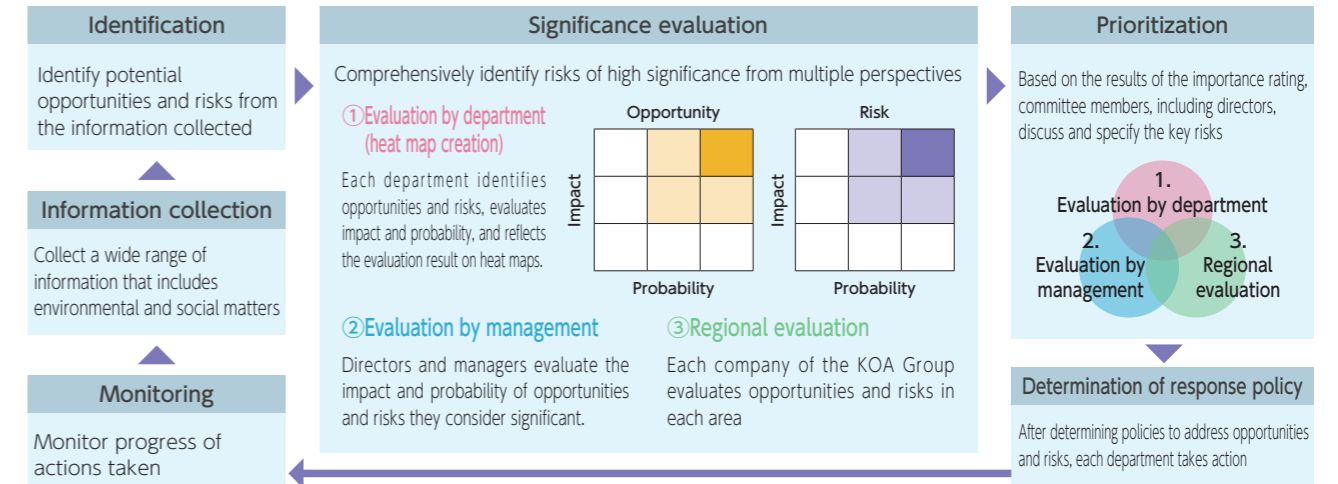 Identification
Identify potential
opportunities and risks from
the information collected
Information collection
Collect a wide range of
information that includes
environmental and social matters
Monitoring
Monitor progress of
actions taken
Significance evaluation
Comprehensively identify risks of high significance from multiple perspectives
①Evaluation by department
(heat map creation)
Each department identifies
opportunities and risks, evaluates
impact and probability, and reflects
the evaluation result on heat maps.
Opportunity
Impact
Probability
Risk
Impact
Probability
②Evaluation by management
Directors and managers evaluate the
impact and probability of opportunities
and risks they consider significant.
③Regional evaluation
Each company of the KOA Group
evaluates opportunities and risks in
each area
Prioritization
Based on the results of the importance rating,
committee members, including directors,
discuss and specify the key risks
1.
Evaluation by department
2.
Evaluation by
management
3.
Regional
evaluation
Determination of response policy
After determining policies to address opportunities
and risks, each department takes action